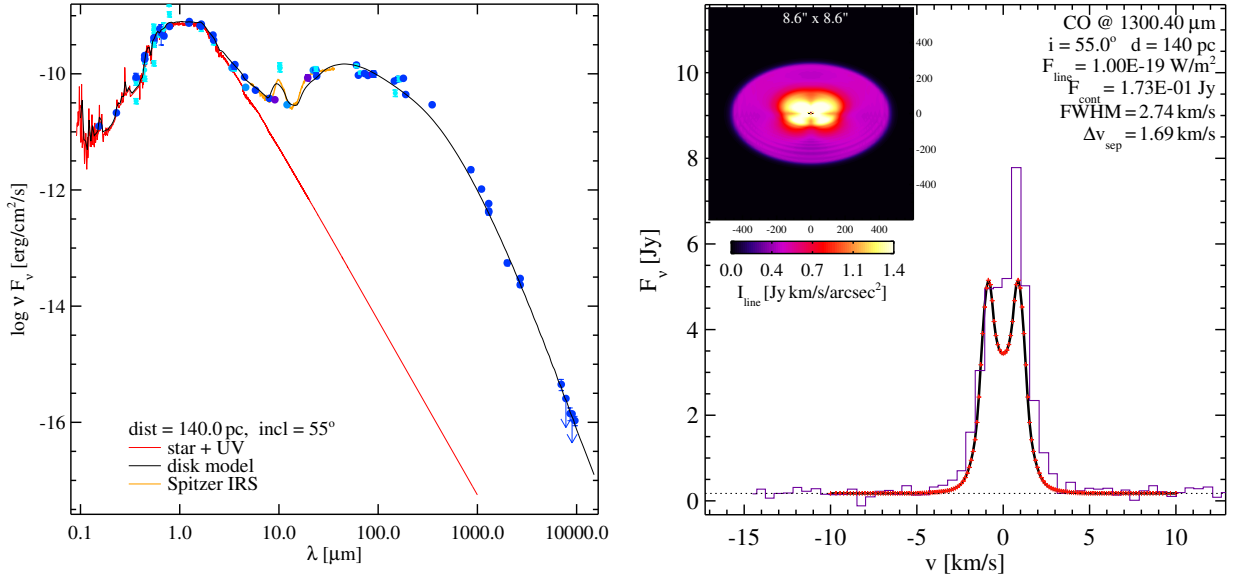 -10
-12
-14
-16
log ν Fν [erg/cm²/s]
dist = 140.0 pc, incl = 55°
star + UV
disk model
Spitzer IRS
0.1 1.0 10.0 100.0 1000.0 10000.0
λ [μm]
8.6" x 8.6"
400
200
0
-200
-400
-400 -200 0 200 400
0.0 0.4 0.7 1.1 1.4
I_line [Jy km/s/arcsec²]
CO @ 1300.40 μm
i = 55.0° d = 140 pc
F_line = 1.00E-19 W/m²
F_cont = 1.73E-01 Jy
FWHM = 2.74 km/s
Δv_sep = 1.69 km/s
10
8
6
4
2
0
Fν [Jy]
-15 -10 -5 0 5 10
v [km/s]